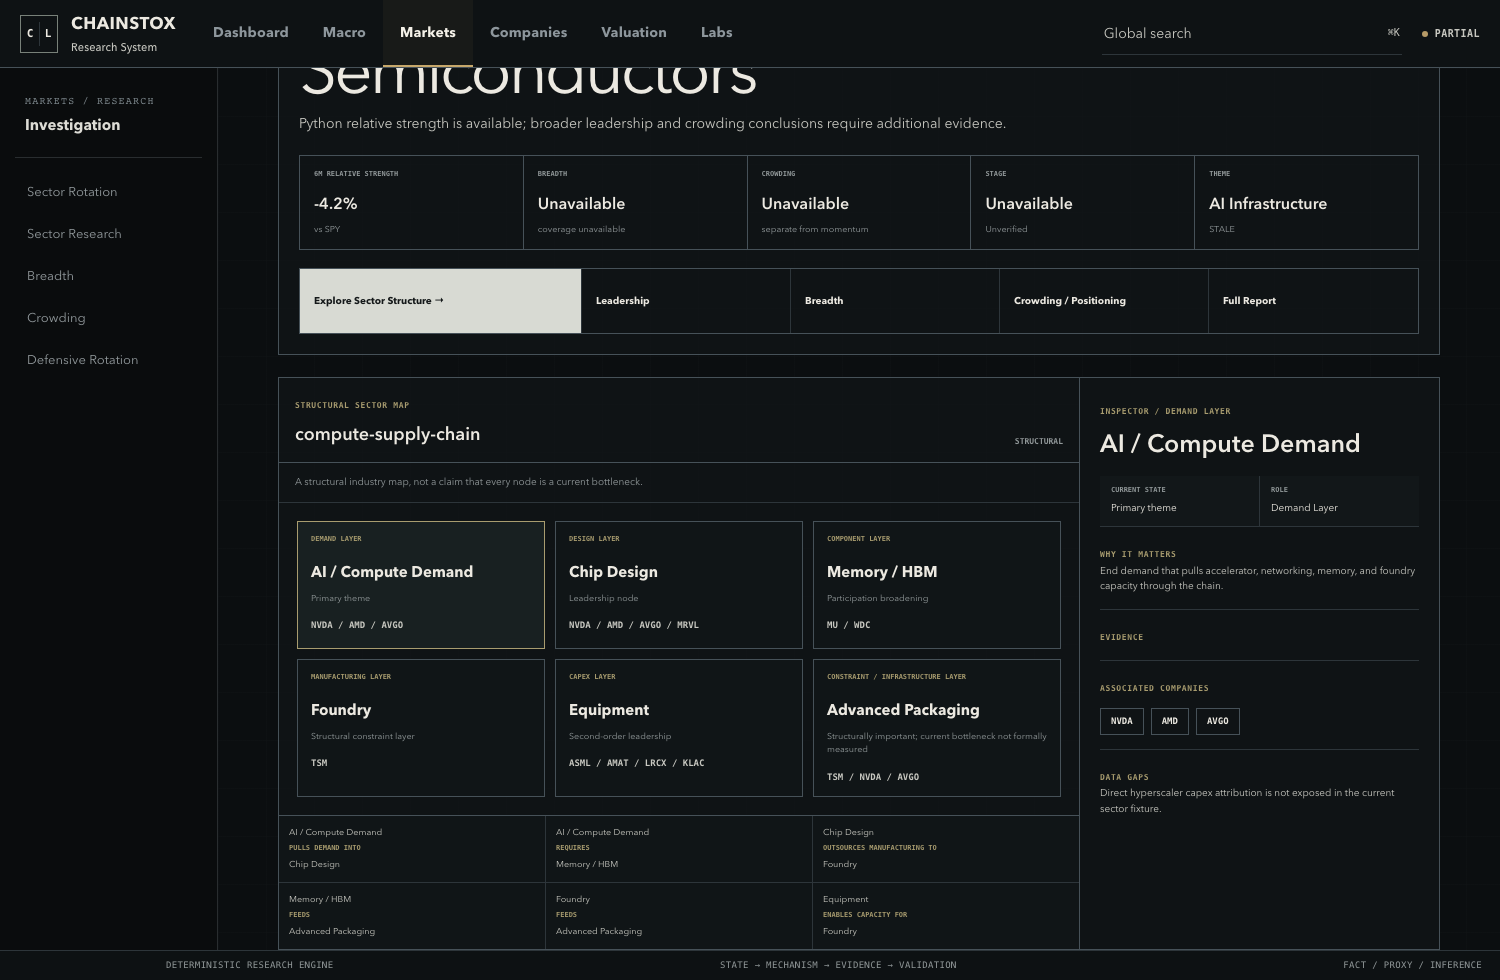 C L
CHAINSTOX
Research System
Dashboard
Macro
Markets
Companies
Valuation
Labs
Global search
⌘K
PARTIAL
MARKETS / RESEARCH
Investigation
Sector Rotation
Sector Research
Breadth
Crowding
Defensive Rotation
Semiconductors
Python relative strength is available; broader leadership and crowding conclusions require additional evidence.
6M RELATIVE STRENGTH
-4.2%
vs SPY
BREADTH
Unavailable
coverage unavailable
CROWDING
Unavailable
separate from momentum
STAGE
Unavailable
Unverified
THEME
AI Infrastructure
STALE
Explore Sector Structure →
Leadership
Breadth
Crowding / Positioning
Full Report
STRUCTURAL SECTOR MAP
compute-supply-chain
STRUCTURAL
A structural industry map, not a claim that every node is a current bottleneck.
DEMAND LAYER
AI / Compute Demand
Primary theme
NVDA / AMD / AVGO
DESIGN LAYER
Chip Design
Leadership node
NVDA / AMD / AVGO / MRVL
COMPONENT LAYER
Memory / HBM
Participation broadening
MU / WDC
MANUFACTURING LAYER
Foundry
Structural constraint layer
TSM
CAPEX LAYER
Equipment
Second-order leadership
ASML / AMAT / LRCX / KLAC
CONSTRAINT / INFRASTRUCTURE LAYER
Advanced Packaging
Structurally important; current bottleneck not formally
measured
TSM / NVDA / AVGO
AI / Compute Demand
PULLS DEMAND INTO
Chip Design
AI / Compute Demand
REQUIRES
Memory / HBM
Chip Design
OUTSOURCES MANUFACTURING TO
Foundry
Memory / HBM
FEEDS
Advanced Packaging
Foundry
FEEDS
Advanced Packaging
Equipment
ENABLES CAPACITY FOR
Foundry
INSPECTOR / DEMAND LAYER
AI / Compute Demand
CURRENT STATE
Primary theme
ROLE
Demand Layer
WHY IT MATTERS
End demand that pulls accelerator, networking, memory, and foundry
capacity through the chain.
EVIDENCE
ASSOCIATED COMPANIES
NVDA
AMD
AVGO
DATA GAPS
Direct hyperscaler capex attribution is not exposed in the current
sector fixture.
DETERMINISTIC RESEARCH ENGINE
STATE → MECHANISM → EVIDENCE → VALIDATION
FACT / PROXY / INFERENCE